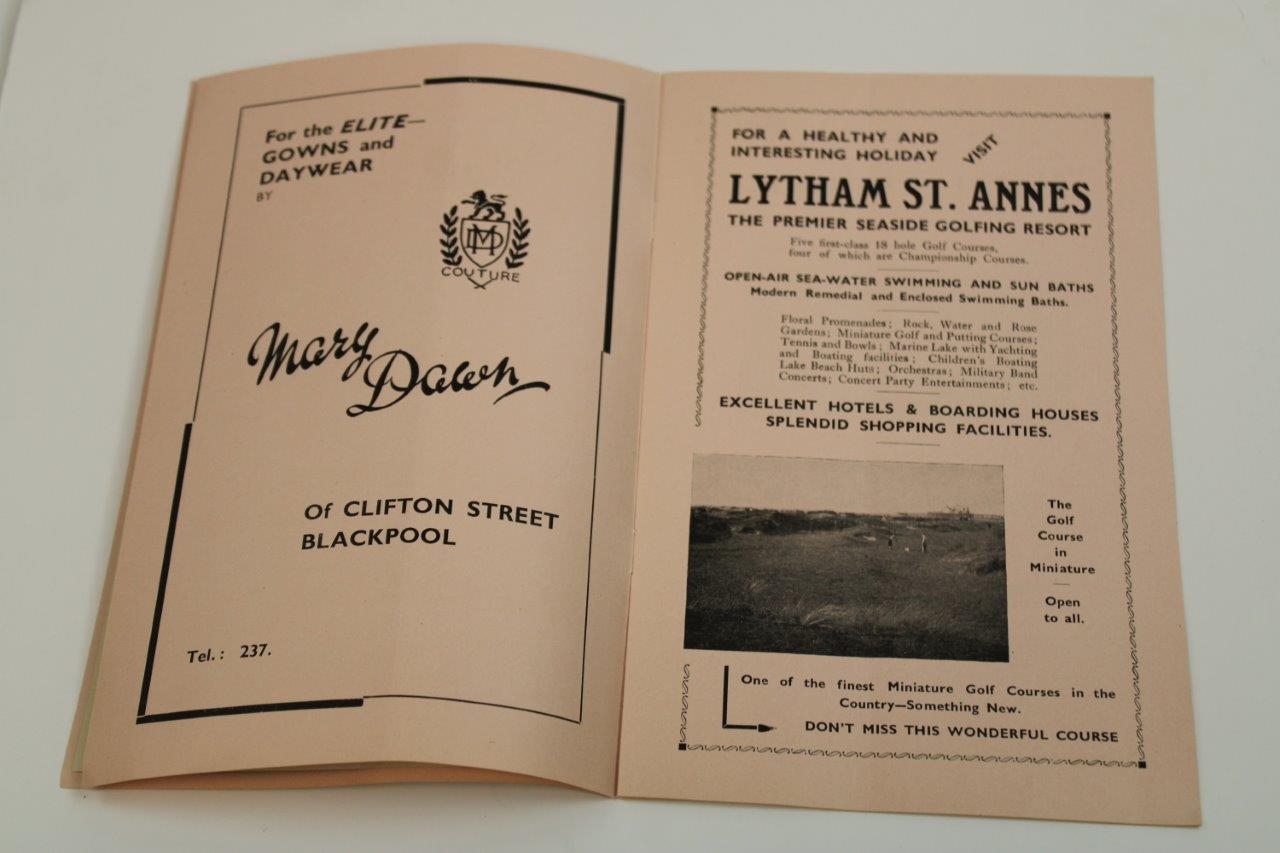 For the ELITE—
GOWNS and
DAYWEAR
BY
MD
COUTURE
Mary
Dawn
Of CLIFTON STREET
BLACKPOOL
Tel.: 237.
FOR A HEALTHY AND
INTERESTING HOLIDAY
VISIT
LYTHAM ST. ANNES
THE PREMIER SEASIDE GOLFING RESORT
Five first-class 18 hole Golf Courses,
four of which are Championship Courses.
OPEN-AIR SEA-WATER SWIMMING AND SUN BATHS
Modern Remedial and Enclosed Swimming Baths.
Floral Promenades; Rock, Water and Rose
Gardens; Miniature Golf and Putting Courses;
Tennis and Bowls; Marine Lake with Yachting
and Boating facilities; Children's Boating
Lake Beach Huts; Orchestras; Military Band
Concerts; Concert Party Entertainments; etc.
EXCELLENT HOTELS & BOARDING HOUSES
SPLENDID SHOPPING FACILITIES.
The
Golf
Course
in
Miniature
Open
to all.
One of the finest Miniature Golf Courses in the
Country—Something New.
DON'T MISS THIS WONDERFUL COURSE